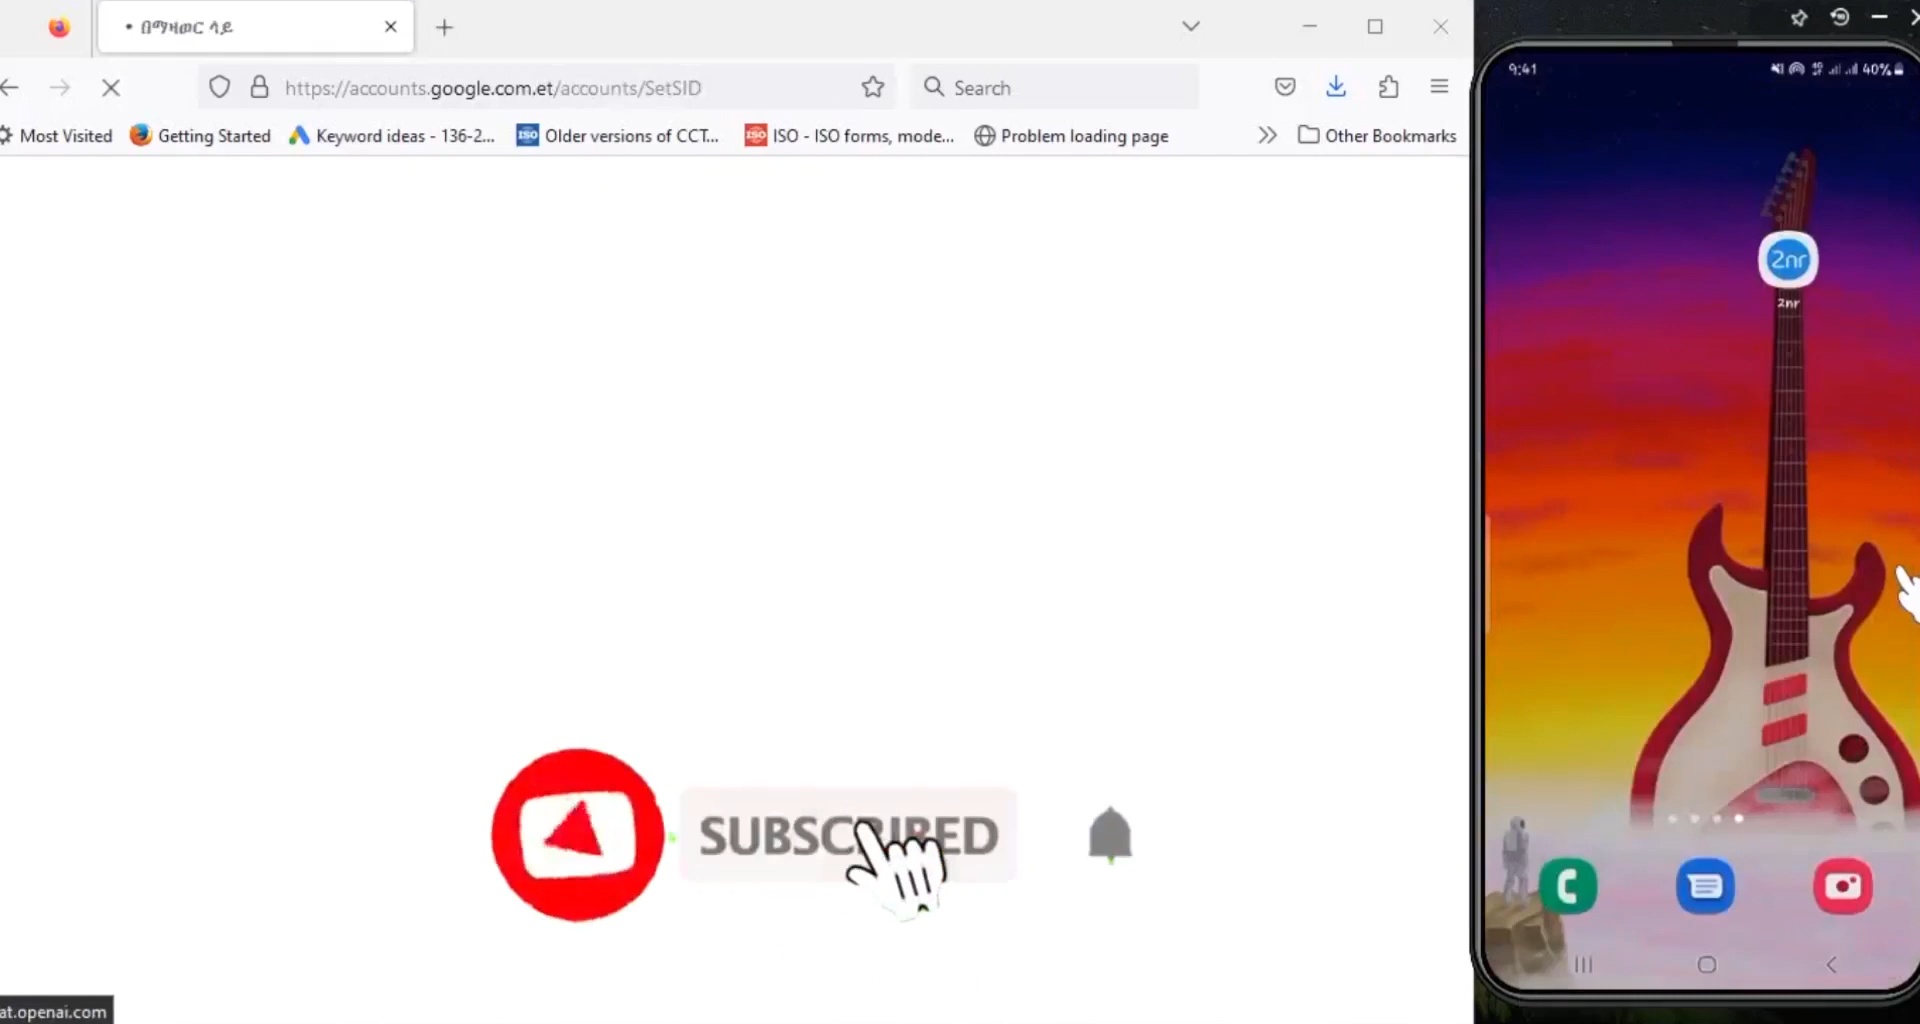 • በማዛወር ላይ
https://accounts.google.com.et/accounts/SetSID
Search
Most Visited
Getting Started
Keyword ideas - 136-2...
Older versions of CCT...
ISO - ISO forms, mode...
Problem loading page
Other Bookmarks
SUBSCRIBED
at.openai.com
9:41
40%
2nr
2nr